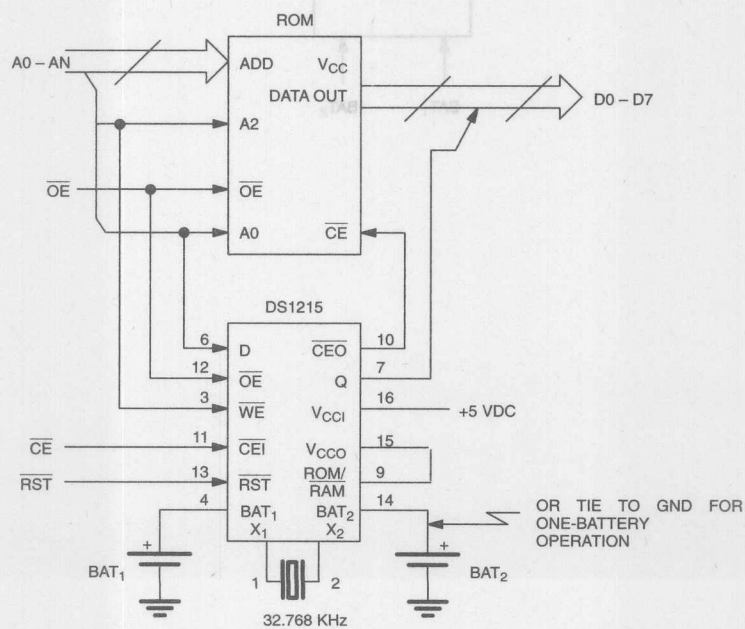 ROM
A0 – AN
ADD
VCC
DATA OUT
D0 – D7
A2
OE
OE
A0
CE
DS1215
6 D
CEO 10
12 OE
Q 7
3 WE
VCCI 16
+5 VDC
CE
11 CEI
VCCO 15
RST
13 RST
ROM/RAM 9
4 BAT1
BAT2 14
X1 X2
OR TIE TO GND FOR
ONE-BATTERY
OPERATION
+
+
BAT1
1 2
BAT2
32.768 KHz